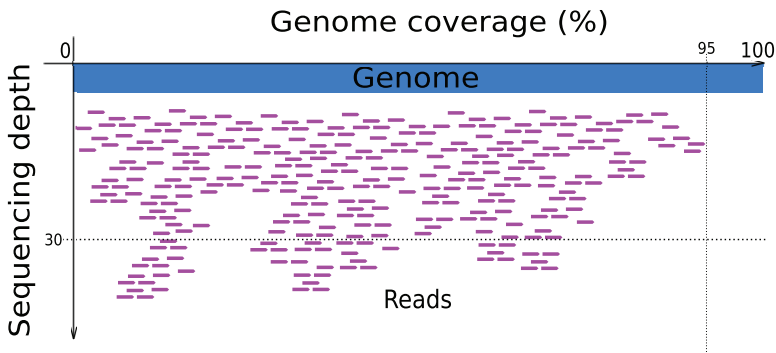 Genome coverage (%)
0
95
100
Genome
Sequencing depth
30
Reads